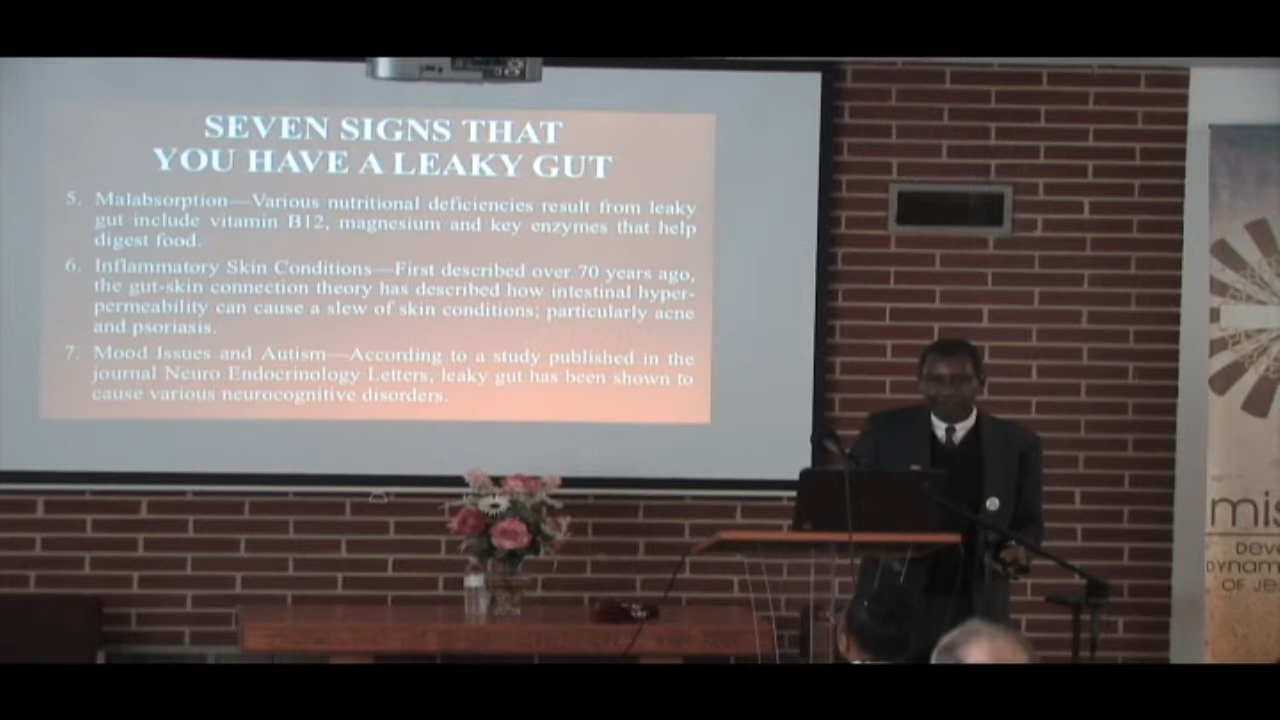 SEVEN SIGNS THAT
YOU HAVE A LEAKY GUT
5. Malabsorption—Various nutritional deficiencies result from leaky
gut include vitamin B12, magnesium and key enzymes that help
digest food.
6. Inflammatory Skin Conditions—First described over 70 years ago,
the gut-skin connection theory has described how intestinal hyper-
permeability can cause a slew of skin conditions; particularly acne
and psoriasis.
7. Mood Issues and Autism—According to a study published in the
journal Neuro Endocrinology Letters, leaky gut has been shown to
cause various neurocognitive disorders.
mis
Deve
Dynam
of Je